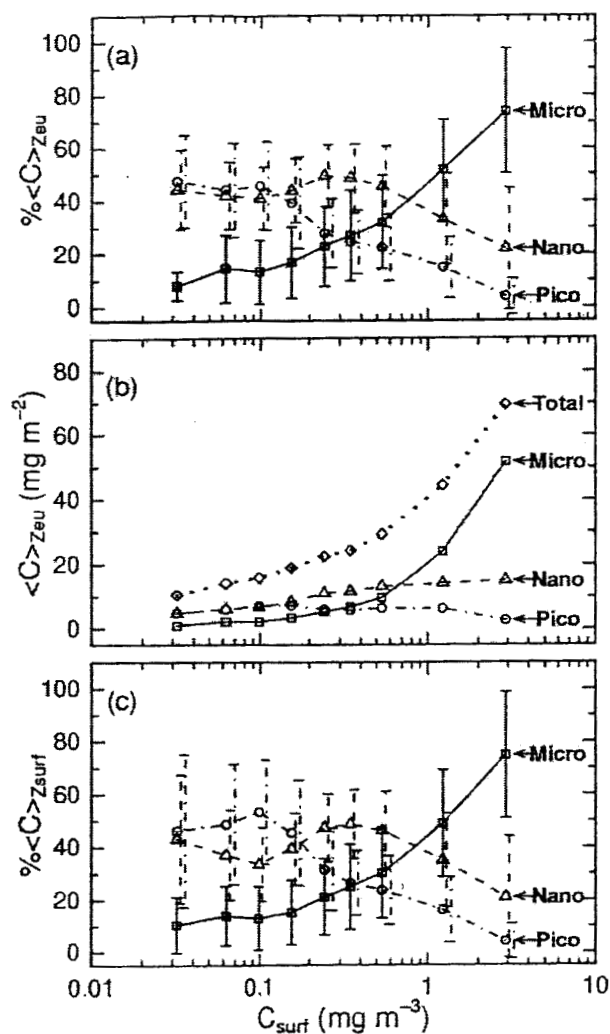 (a)
%<C>Zeu
100
80
60
40
20
0
Micro
Nano
Pico
(b)
<C>Zeu (mg m⁻²)
80
60
40
20
0
Total
Micro
Nano
Pico
(c)
%<C>Zsurf
100
80
60
40
20
0
Micro
Nano
Pico
0.01 0.1 1 10
Csurf (mg m⁻³)